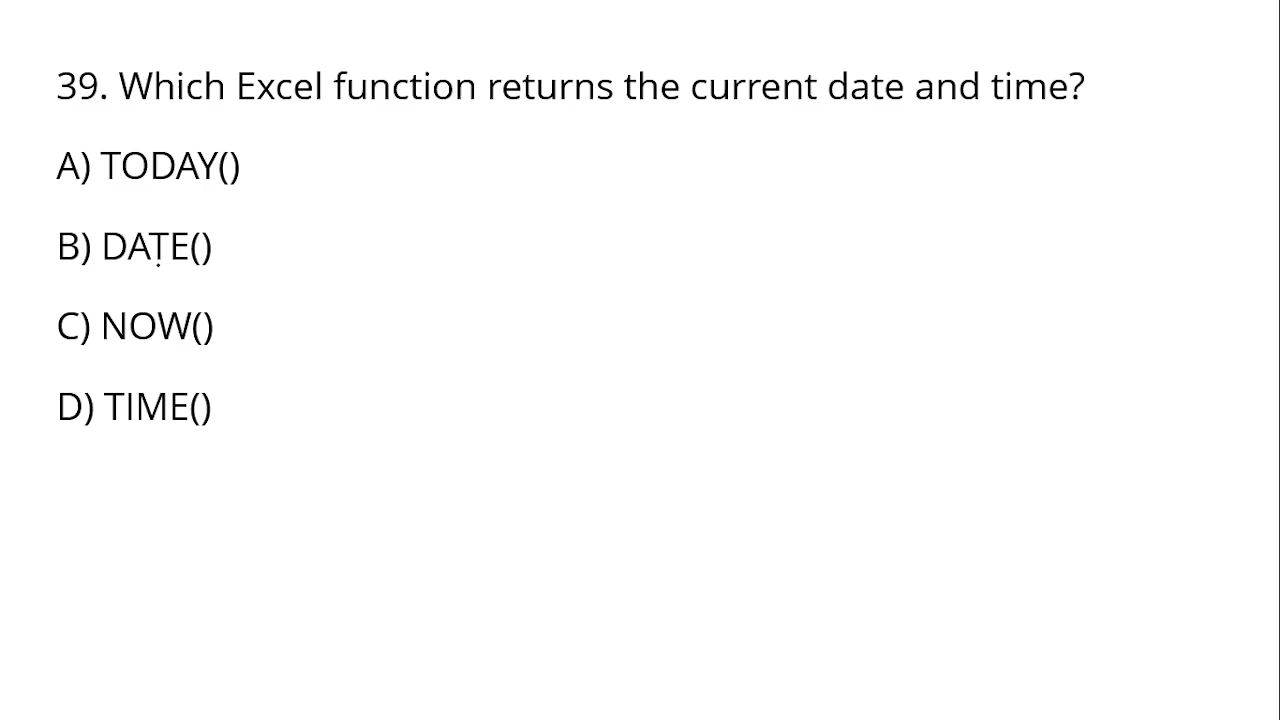 39. Which Excel function returns the current date and time?
A) TODAY()
B) DATE()
C) NOW()
D) TIME()